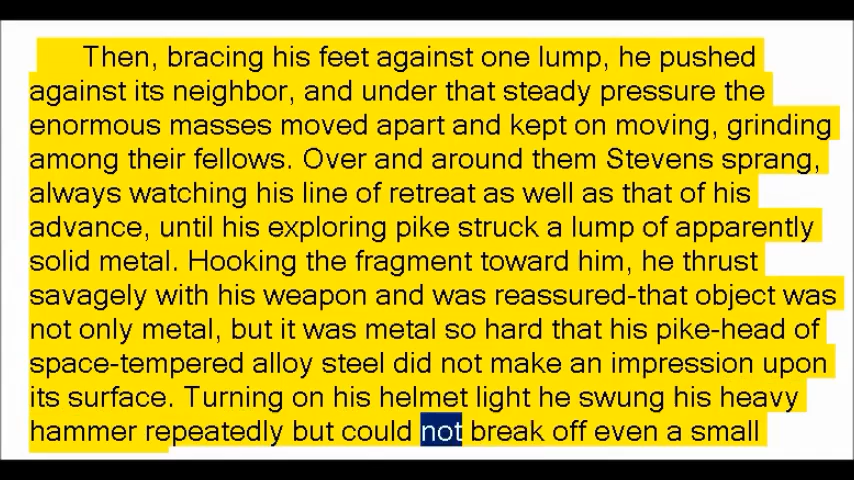 Then, bracing his feet against one lump, he pushed
against its neighbor, and under that steady pressure the
enormous masses moved apart and kept on moving, grinding
among their fellows. Over and around them Stevens sprang,
always watching his line of retreat as well as that of his
advance, until his exploring pike struck a lump of apparently
solid metal. Hooking the fragment toward him, he thrust
savagely with his weapon and was reassured-that object was
not only metal, but it was metal so hard that his pike-head of
space-tempered alloy steel did not make an impression upon
its surface. Turning on his helmet light he swung his heavy
hammer repeatedly but could not break off even a small